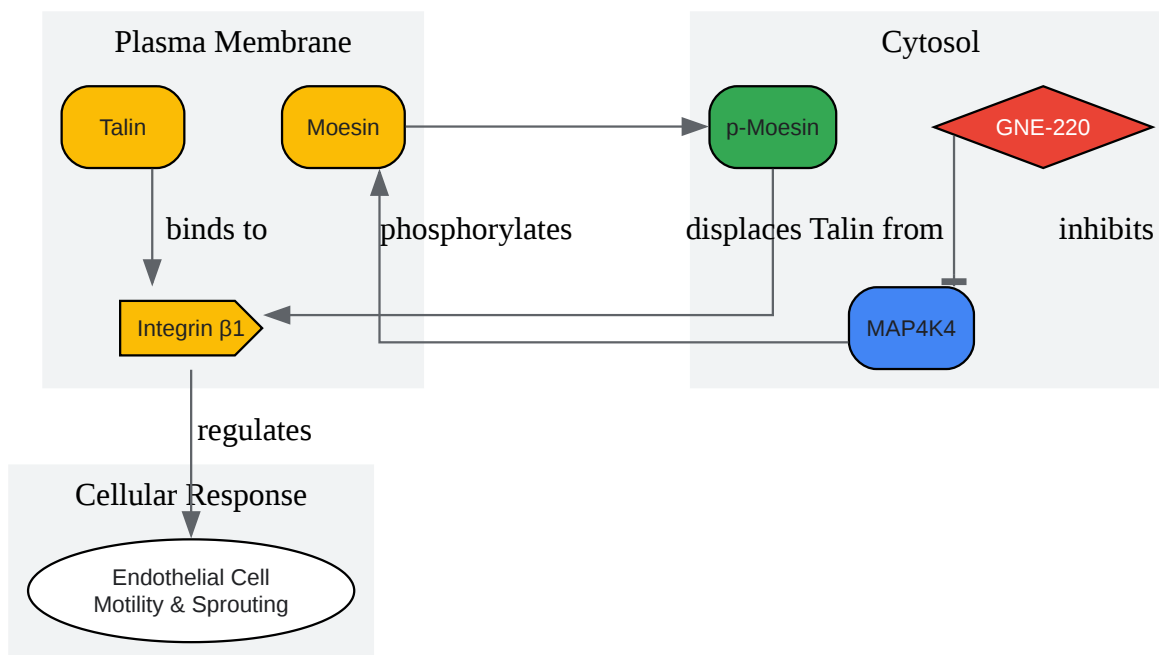 Plasma Membrane
Cytosol
Talin
Moesin
p-Moesin
GNE-220
binds to
phosphorylates
displaces Talin from
inhibits
Integrin β1
MAP4K4
regulates
Cellular Response
Endothelial Cell
Motility & Sprouting